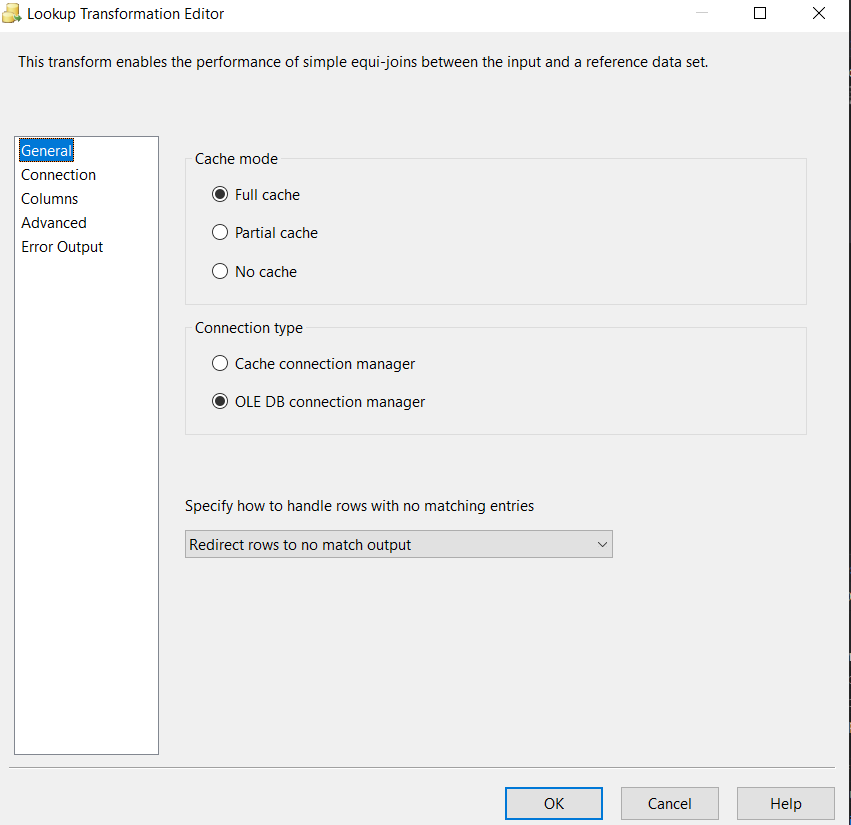 Lookup Transformation Editor
This transform enables the performance of simple equi-joins between the input and a reference data set.
General
Connection
Columns
Advanced
Error Output
Cache mode
Full cache
Partial cache
No cache
Connection type
Cache connection manager
OLE DB connection manager
Specify how to handle rows with no matching entries
Redirect rows to no match output
OK
Cancel
Help